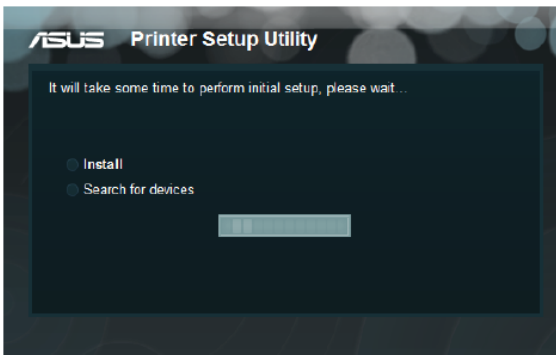 ASUS Printer Setup Utility
It will take some time to perform initial setup, please wait...
Install
Search for devices